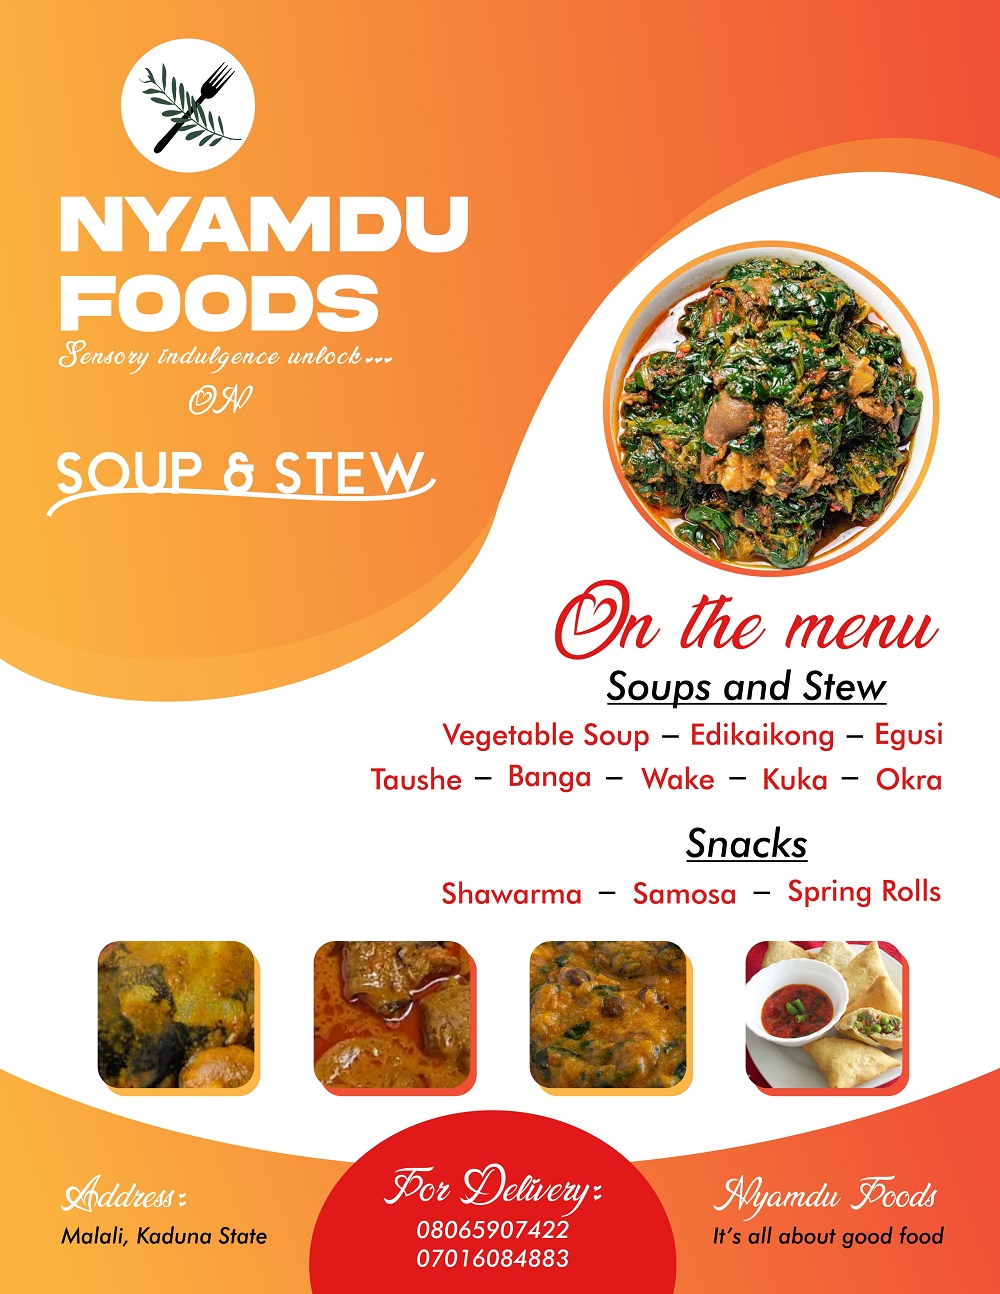 NYAMDU
FOODS
Sensory indulgence unlock...
ON
SOUP & STEW
On the menu
Soups and Stew
Vegetable Soup – Edikaikong – Egusi
Taushe – Banga – Wake – Kuka – Okra
Snacks
Shawarma – Samosa – Spring Rolls
Address:
Malali, Kaduna State
For Delivery:
08065907422
07016084883
Nyamdu Foods
It's all about good food